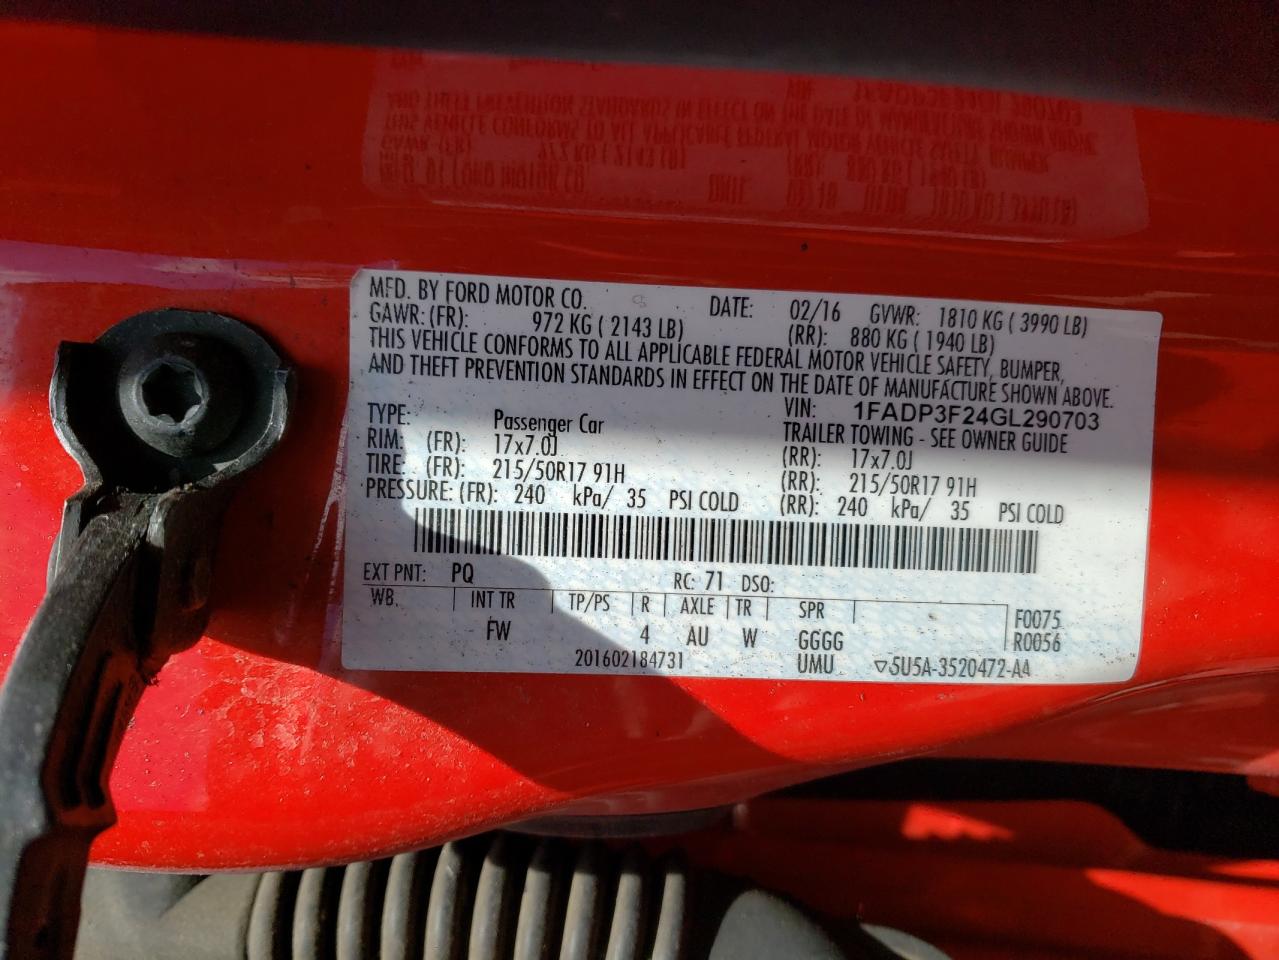 MFD. BY FORD MOTOR CO. DATE: 02/16 GVWR: 1810 KG ( 3990 LB)
GAWR: (FR): 972 KG ( 2143 LB) (RR): 880 KG ( 1940 LB)
THIS VEHICLE CONFORMS TO ALL APPLICABLE FEDERAL MOTOR VEHICLE SAFETY, BUMPER,
AND THEFT PREVENTION STANDARDS IN EFFECT ON THE DATE OF MANUFACTURE SHOWN ABOVE.
VIN: 1FADP3F24GL290703
TYPE: Passenger Car TRAILER TOWING - SEE OWNER GUIDE
RIM: (FR): 17x7.0J (RR): 17x7.0J
TIRE: (FR): 215/50R17 91H (RR): 215/50R17 91H
PRESSURE: (FR): 240 kPa/ 35 PSI COLD (RR): 240 kPa/ 35 PSI COLD
EXT PNT: PQ RC: 71 DSO:
WB. INT TR TP/PS R AXLE TR SPR F0075
FW 4 AU W GGGG R0056
201602184731 UMU ▽5U5A-3520472-AA